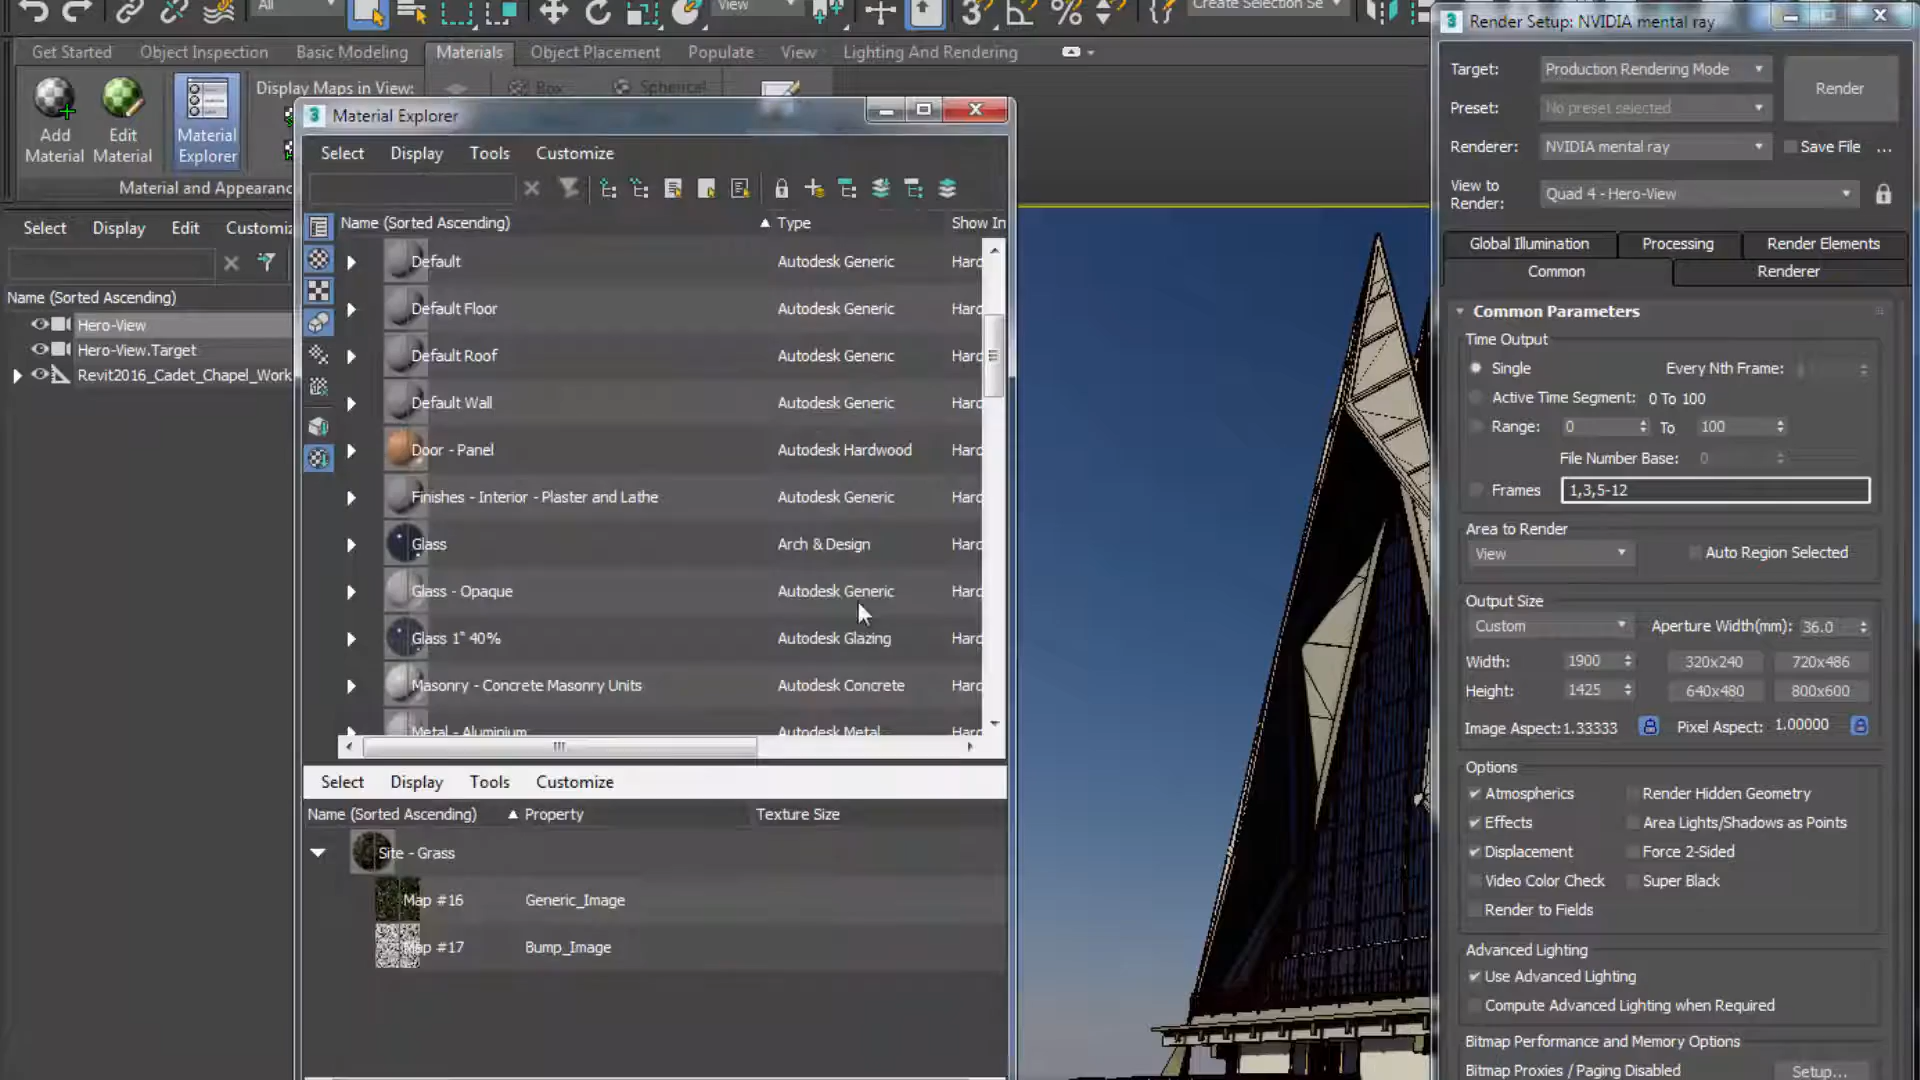 All
View
Create Selection Se
Get Started
Object Inspection
Basic Modeling
Materials
Object Placement
Populate
View
Lighting And Rendering
Add
Material
Edit
Material
Material
Explorer
Display Maps in View:
Box
Spherical
Material and Appearanc
Select
Display
Edit
Customiz
Name (Sorted Ascending)
Hero-View
Hero-View.Target
Revit2016_Cadet_Chapel_Work
3 Material Explorer
Select
Display
Tools
Customize
Name (Sorted Ascending)
Type
Show In
Default
Autodesk Generic
Hard
Default Floor
Autodesk Generic
Hard
Default Roof
Autodesk Generic
Hard
Default Wall
Autodesk Generic
Hard
Door - Panel
Autodesk Hardwood
Hard
Finishes - Interior - Plaster and Lathe
Autodesk Generic
Hard
Glass
Arch & Design
Hard
Glass - Opaque
Autodesk Generic
Hard
Glass 1" 40%
Autodesk Glazing
Hard
Masonry - Concrete Masonry Units
Autodesk Concrete
Hard
Metal - Aluminium
Autodesk Metal
Hard
Select
Display
Tools
Customize
Name (Sorted Ascending)
Property
Texture Size
Site - Grass
Map #16
Generic_Image
Map #17
Bump_Image
3 Render Setup: NVIDIA mental ray
Target:
Production Rendering Mode
Render
Preset:
No preset selected
Renderer:
NVIDIA mental ray
Save File
...
View to
Render:
Quad 4 - Hero-View
Global Illumination
Processing
Render Elements
Common
Renderer
Common Parameters
Time Output
Single
Every Nth Frame:
Active Time Segment:
0 To 100
Range:
0
To
100
File Number Base:
0
Frames
1,3,5-12
Area to Render
View
Auto Region Selected
Output Size
Custom
Aperture Width(mm):
36.0
Width:
1900
320x240
720x486
Height:
1425
640x480
800x600
Image Aspect:1.33333
Pixel Aspect:
1.00000
Options
Atmospherics
Render Hidden Geometry
Effects
Area Lights/Shadows as Points
Displacement
Force 2-Sided
Video Color Check
Super Black
Render to Fields
Advanced Lighting
Use Advanced Lighting
Compute Advanced Lighting when Required
Bitmap Performance and Memory Options
Bitmap Proxies / Paging Disabled
Setup...